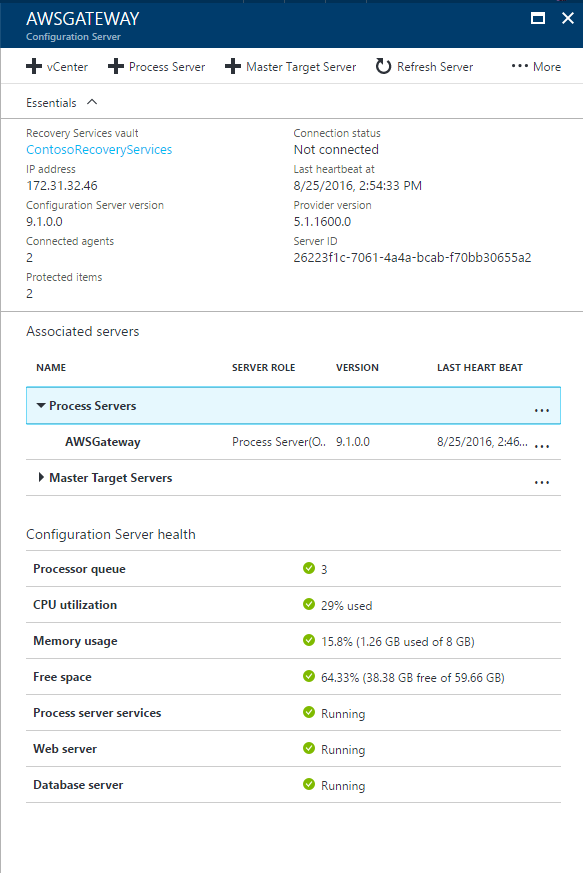 AWSGATEWAY
Configuration Server
vCenter
Process Server
Master Target Server
Refresh Server
More
Essentials
Recovery Services vault
ContosoRecoveryServices
IP address
172.31.32.46
Configuration Server version
9.1.0.0
Connected agents
2
Protected items
2
Connection status
Not connected
Last heartbeat at
8/25/2016, 2:54:33 PM
Provider version
5.1.1600.0
Server ID
26223f1c-7061-4a4a-bcab-f70bb30655a2
Associated servers
NAME SERVER ROLE VERSION LAST HEART BEAT
Process Servers ...
AWSGateway Process Server(O.. 9.1.0.0 8/25/2016, 2:46... ...
Master Target Servers ...
Configuration Server health
Processor queue 3
CPU utilization 29% used
Memory usage 15.8% (1.26 GB used of 8 GB)
Free space 64.33% (38.38 GB free of 59.66 GB)
Process server services Running
Web server Running
Database server Running